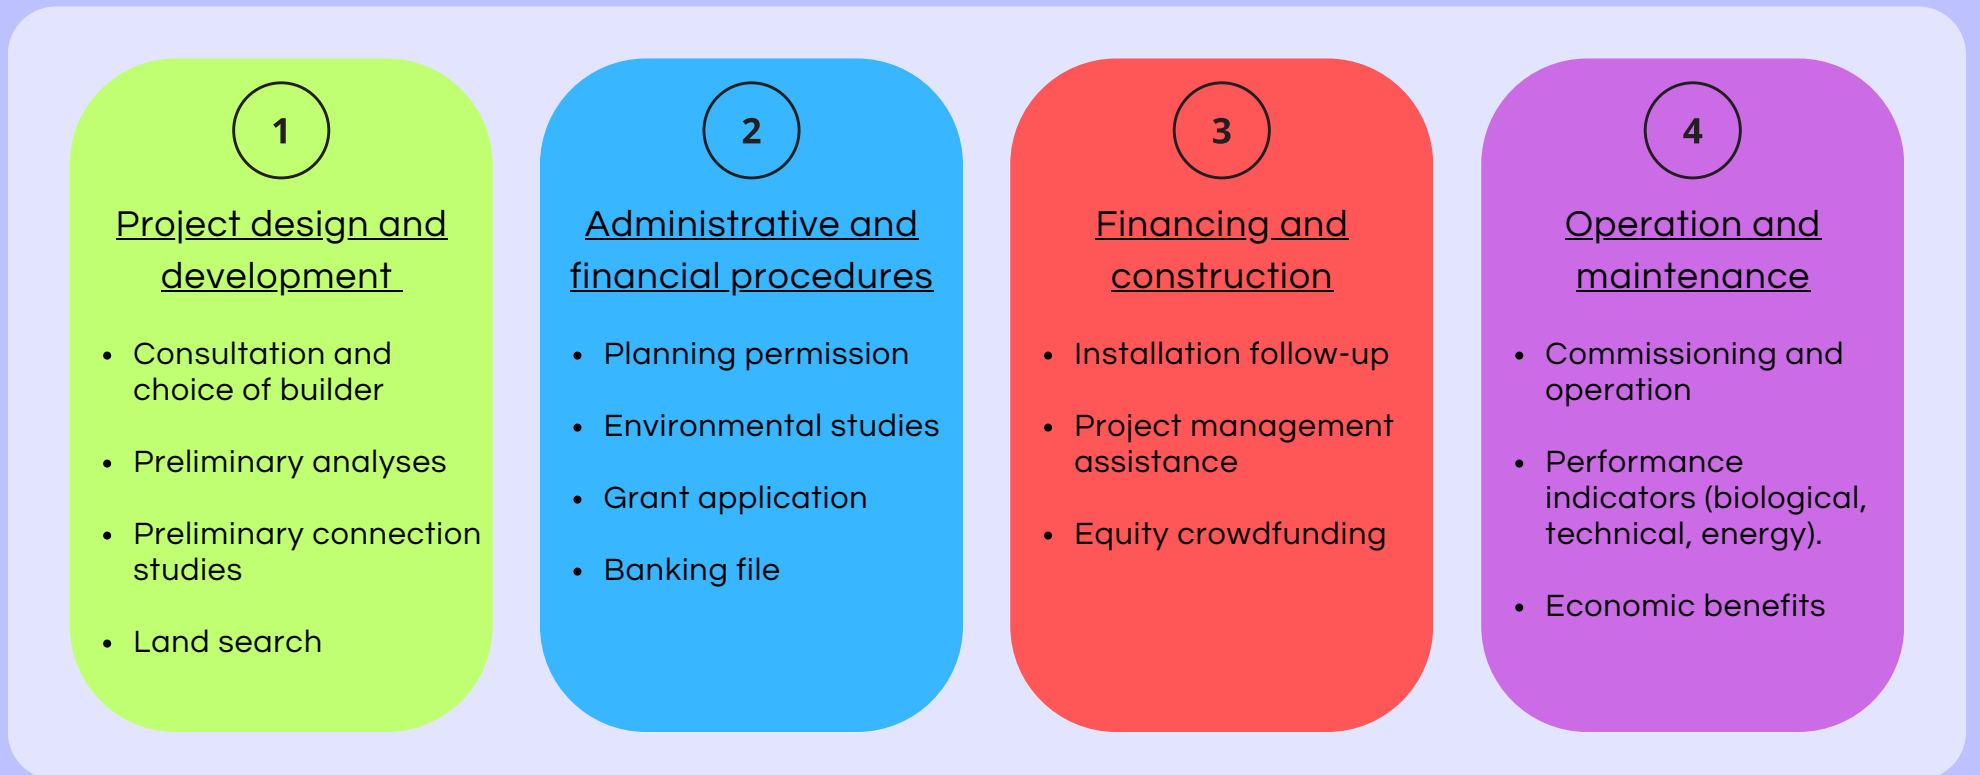 1
Project design and
development
• Consultation and
choice of builder
• Preliminary analyses
• Preliminary connection
studies
• Land search
2
Administrative and
financial procedures
• Planning permission
• Environmental studies
• Grant application
• Banking file
3
Financing and
construction
• Installation follow-up
• Project management
assistance
• Equity crowdfunding
4
Operation and
maintenance
• Commissioning and
operation
• Performance
indicators (biological,
technical, energy).
• Economic benefits